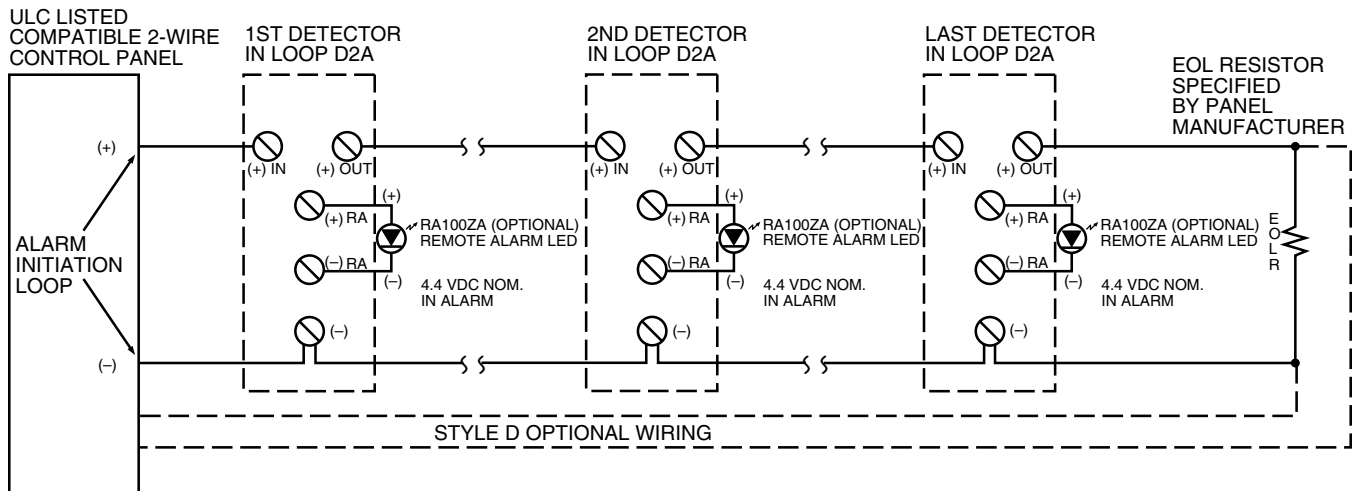 ULC LISTED
COMPATIBLE 2-WIRE
CONTROL PANEL
1ST DETECTOR
IN LOOP D2A
2ND DETECTOR
IN LOOP D2A
LAST DETECTOR
IN LOOP D2A
EOL RESISTOR
SPECIFIED
BY PANEL
MANUFACTURER
(+)
(+) IN
(+) OUT
(+) IN
(+) OUT
(+) IN
(+) OUT
ALARM
INITIATION
LOOP
(+)
(+) RA
RA100ZA (OPTIONAL)
REMOTE ALARM LED
(–) RA
(–)
4.4 VDC NOM.
IN ALARM
(–)
(+)
(+) RA
RA100ZA (OPTIONAL)
REMOTE ALARM LED
(–) RA
(–)
4.4 VDC NOM.
IN ALARM
(–)
(+)
(+) RA
RA100ZA (OPTIONAL)
REMOTE ALARM LED
(–) RA
(–)
4.4 VDC NOM.
IN ALARM
(–)
E
O
L
R
(–)
STYLE D OPTIONAL WIRING